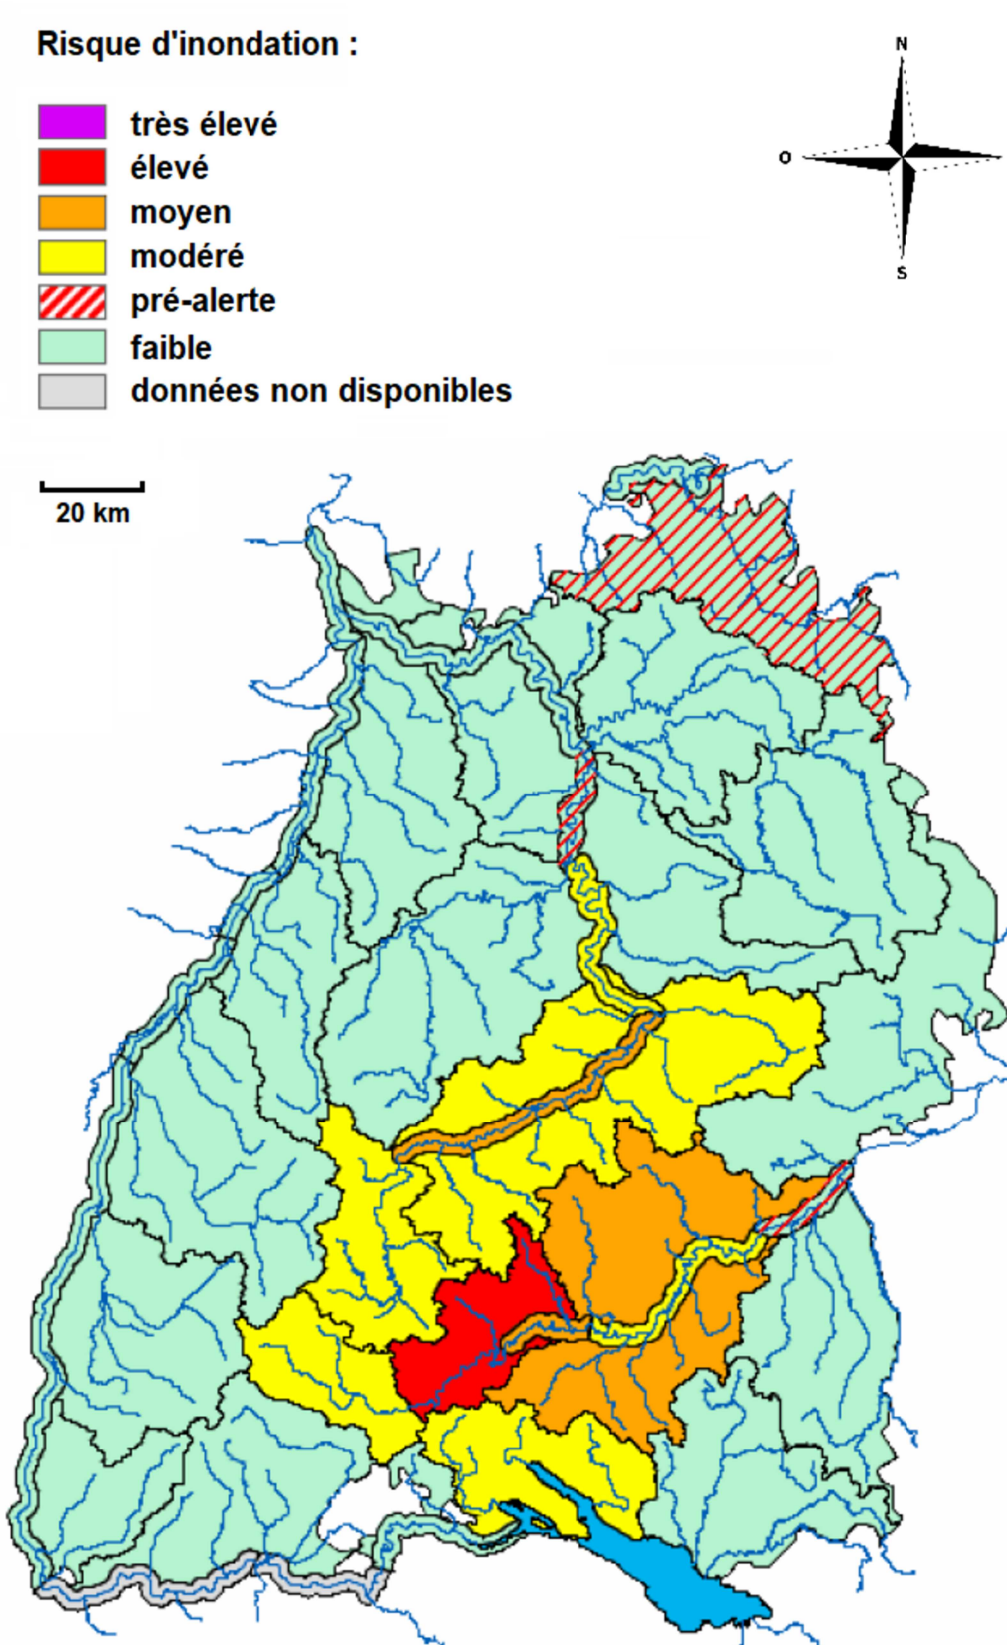 Risque d'inondation :
N
O
S
très élevé
élevé
moyen
modéré
pré-alerte
faible
données non disponibles
20 km